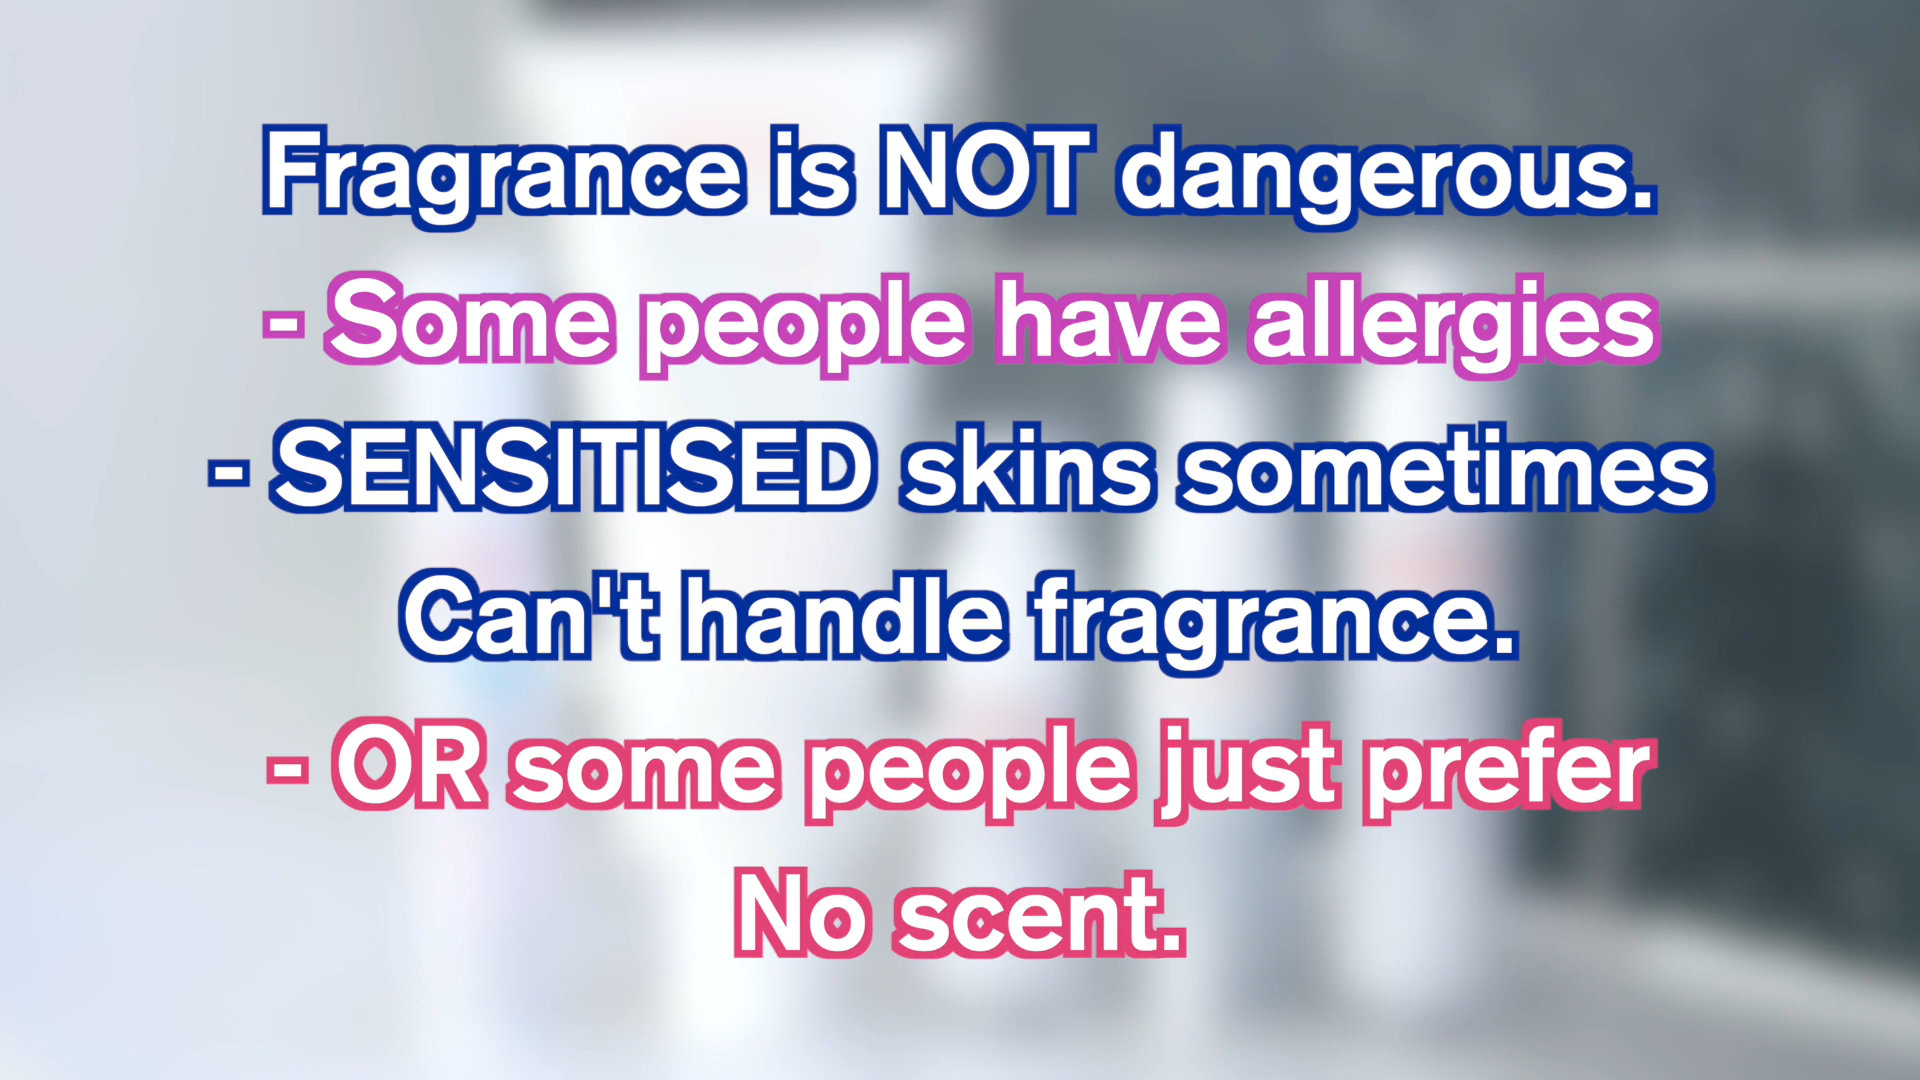 Fragrance is NOT dangerous.
- Some people have allergies
- SENSITISED skins sometimes
Can't handle fragrance.
- OR some people just prefer
No scent.